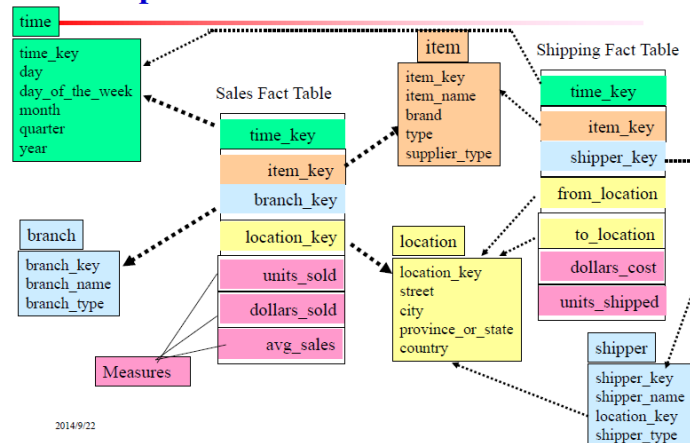 time
time_key
day
day_of_the_week
month
quarter
year
Sales Fact Table
time_key
item_key
branch_key
location_key
units_sold
dollars_sold
avg_sales
Measures
branch
branch_key
branch_name
branch_type
item
item_key
item_name
brand
type
supplier_type
location
location_key
street
city
province_or_state
country
Shipping Fact Table
time_key
item_key
shipper_key
from_location
to_location
dollars_cost
units_shipped
shipper
shipper_key
shipper_name
location_key
shipper_type
2014/9/22